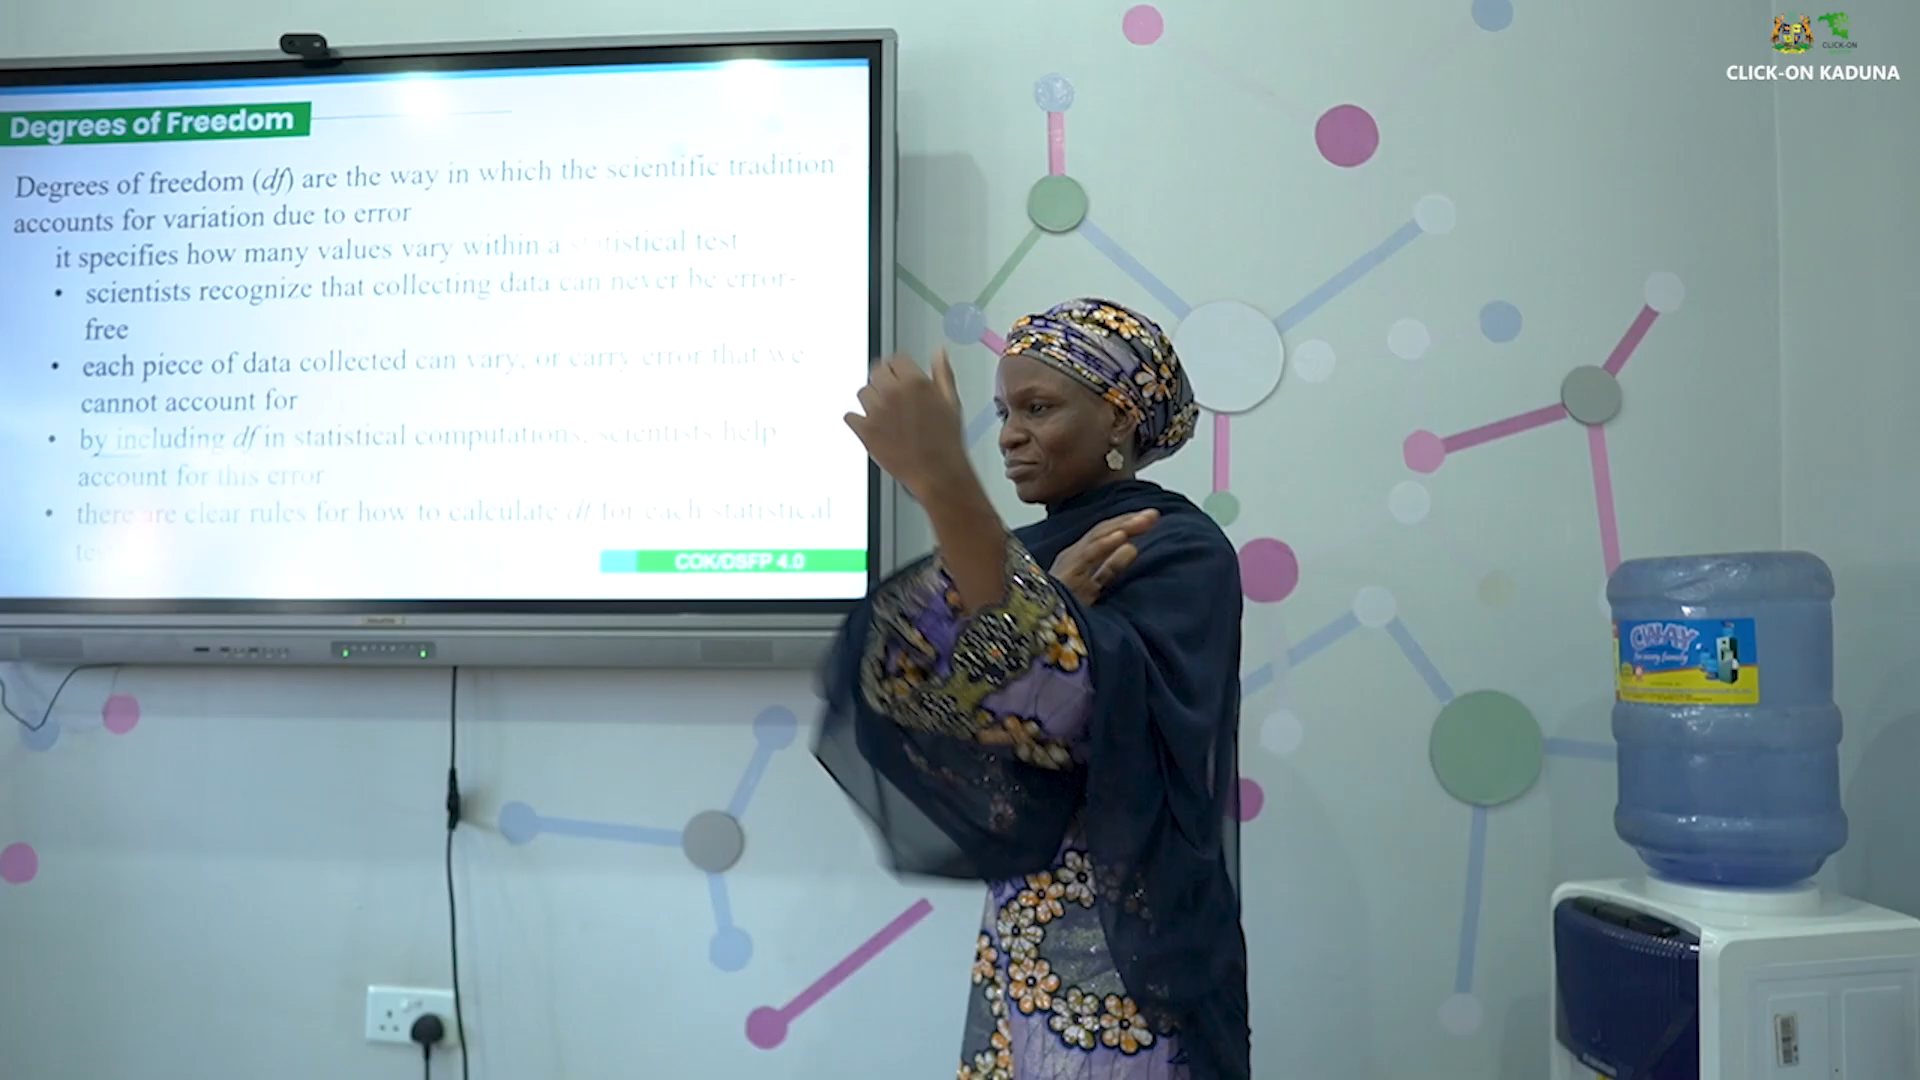 CLICK-ON
CLICK-ON KADUNA
Degrees of Freedom
Degrees of freedom (df) are the way in which the scientific tradition
accounts for variation due to error
it specifies how many values vary within a statistical test
• scientists recognize that collecting data can never be error-
free
• each piece of data collected can vary, or carry error that we
cannot account for
• by including df in statistical computations, scientists help
account for this error
• there are clear rules for how to calculate df for each statistical
COK/DSFP 4.0
CWAY